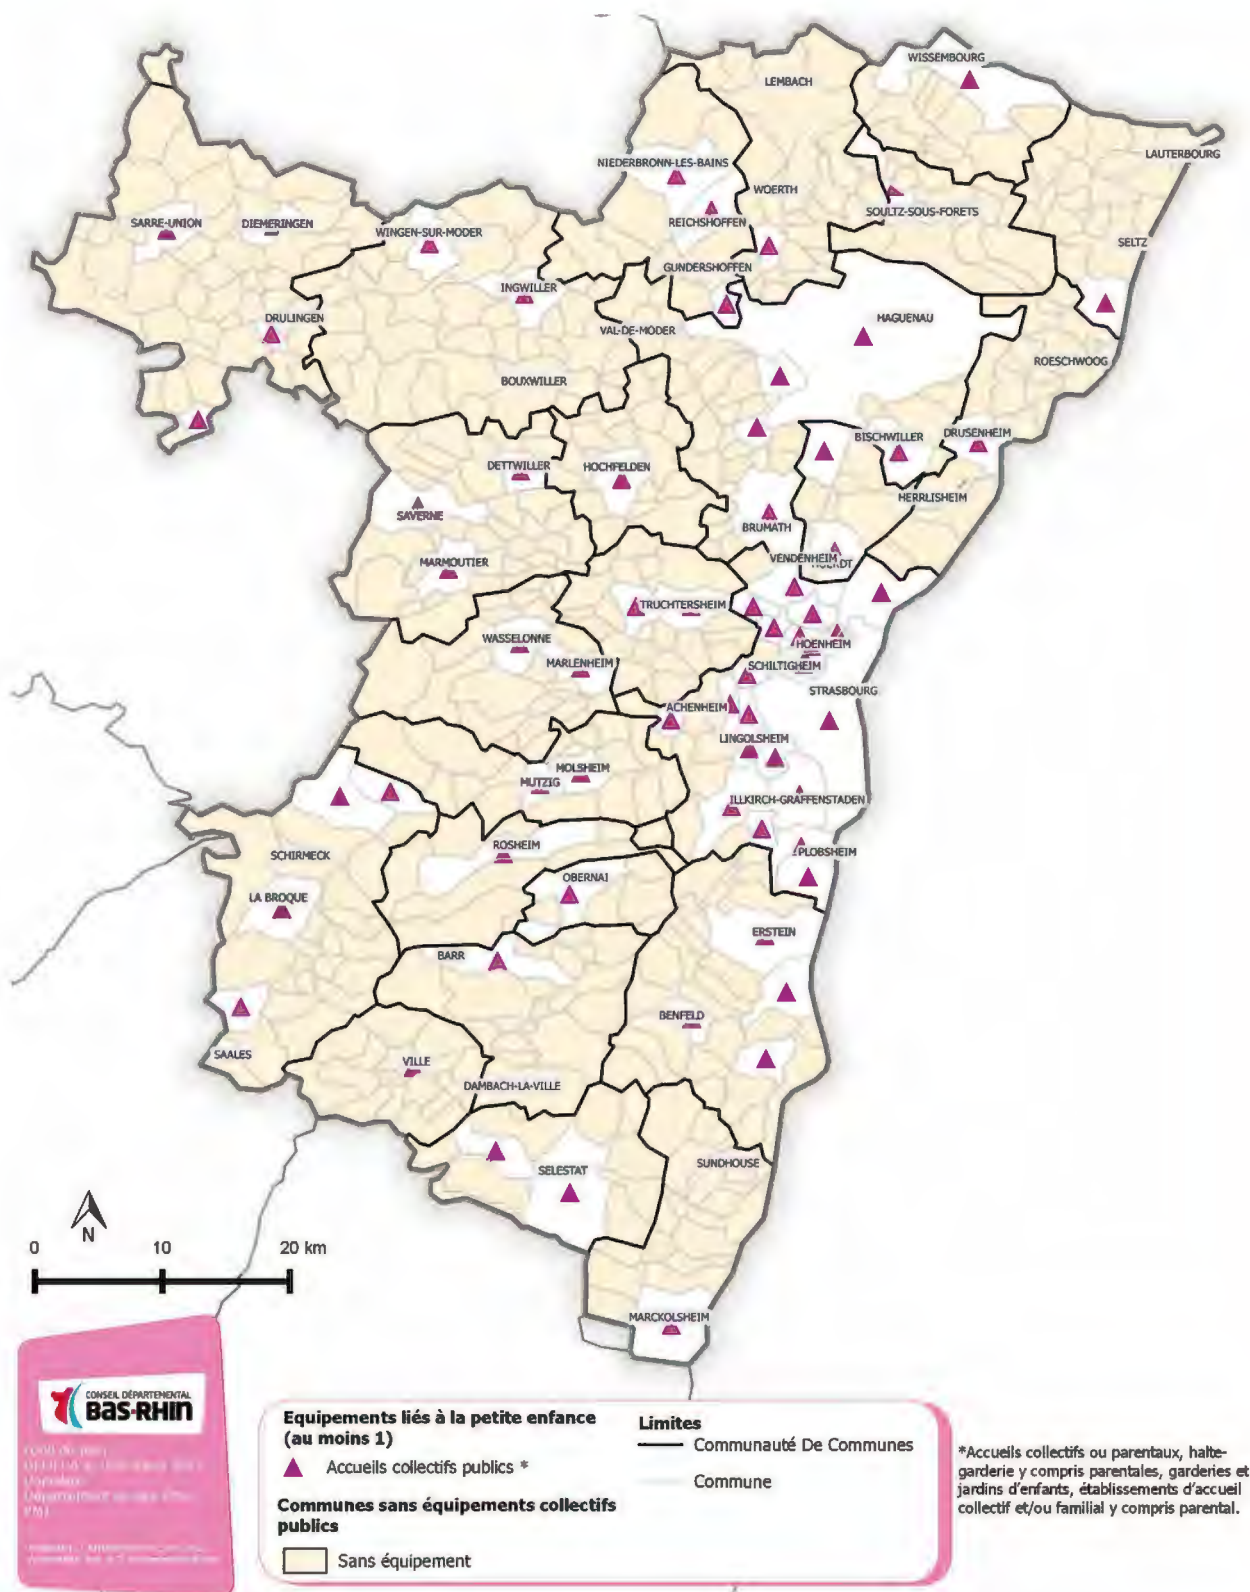 WISSEMBOURG
LEMBACH
LAUTERBOURG
NIEDERBRONN-LES-BAINS
WOERTH
SOULTZ-SOUS-FORETS
REICHSHOFFEN
SARRE-UNION
DIEMERINGEN
WINGEN-SUR-MODER
SELTZ
GUNDERSHOFFEN
INGWILLER
DRULINGEN
HAGUENAU
VAL-DE-MODER
ROESCHWOOG
BOUXWILLER
BISCHWILLER
DRUSENHEIM
DETTWILLER
HOCHFELDEN
HERRLISHEIM
SAVERNE
BRUMATH
VENDENHEIM
MARMOUTIER
TRUCHTERSHEIM
WASSELONNE
HOENHEIM
MARLENHEIM
SCHILTIGHEIM
STRASBOURG
ACHENHEIM
LINGOLSHEIM
MOLSHEIM
MUTZIG
ILLKIRCH-GRAFFENSTADEN
ROSHEIM
PLOBSHEIM
SCHIRMECK
OBERNAI
LA BROQUE
ERSTEIN
BARR
BENFELD
SAALES
VILLE
DAMBACH-LA-VILLE
SUNDHOUSE
SELESTAT
N
0 10 20 km
MARCKOLSHEIM
CONSEIL DÉPARTEMENTAL
BAS-RHIN
Equipements liés à la petite enfance
(au moins 1)
Accueils collectifs publics *
Communes sans équipements collectifs
publics
Sans équipement
Limites
Communauté De Communes
Commune
*Accueils collectifs ou parentaux, halte-
garderie y compris parentales, garderies et
jardins d'enfants, établissements d'accueil
collectif et/ou familial y compris parental.